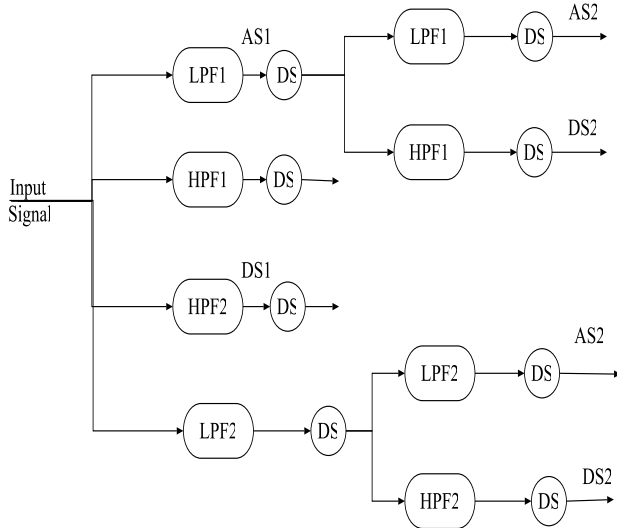 AS2
LPF1
DS
AS1
LPF1
DS
DS2
HPF1
DS
HPF1
DS
Input
Signal
DS1
HPF2
DS
AS2
LPF2
DS
LPF2
DS
DS2
HPF2
DS